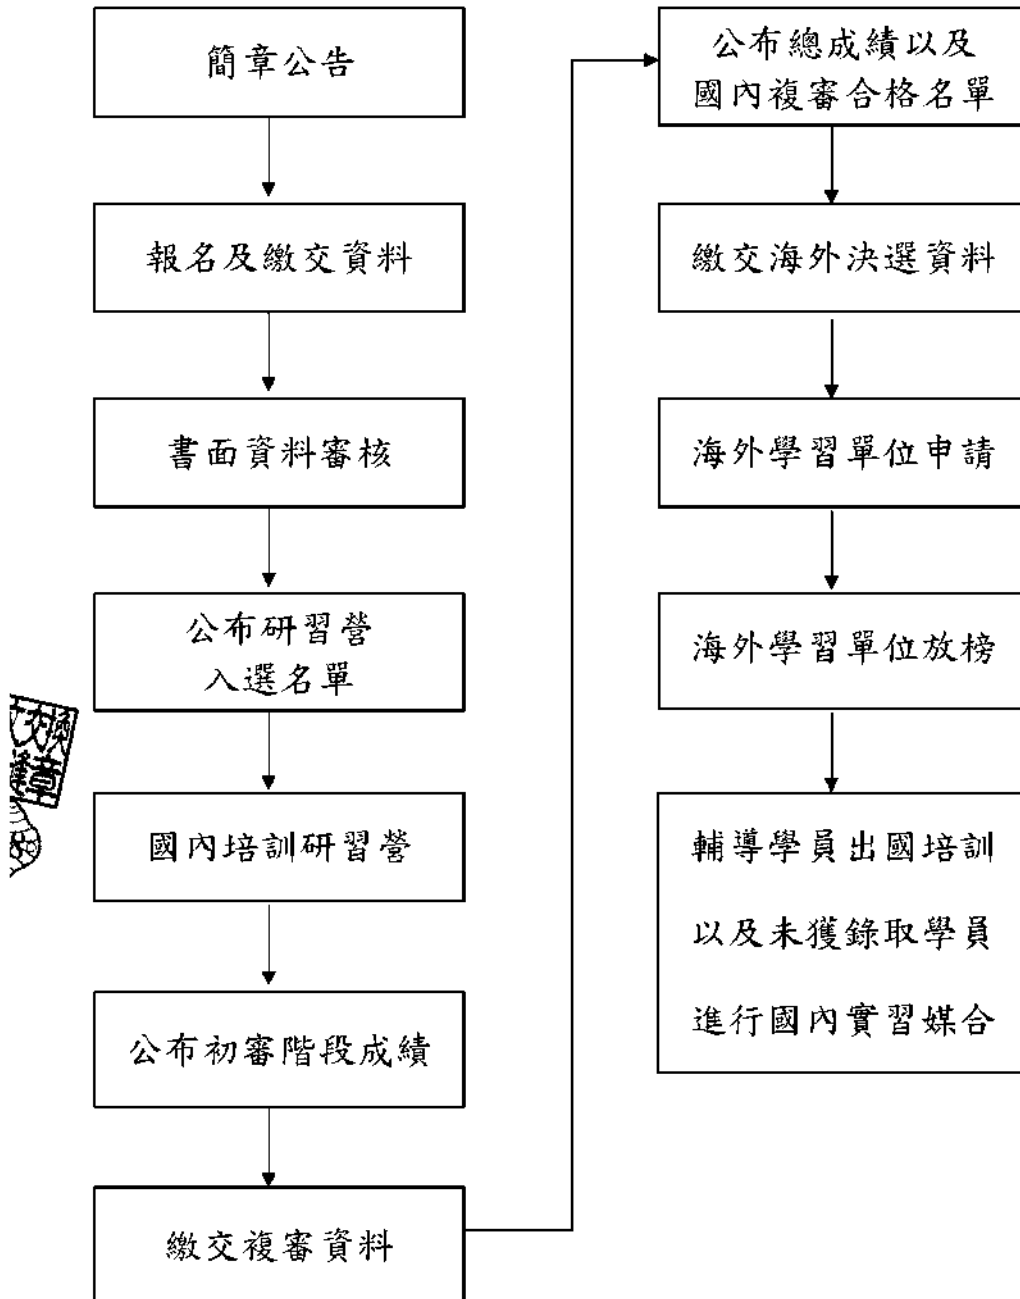 簡章公告
報名及繳交資料
書面資料審核
公布研習營
入選名單
國內培訓研習營
公布初審階段成績
繳交複審資料
公布總成績以及
國內複審合格名單
繳交海外決選資料
海外學習單位申請
海外學習單位放榜
輔導學員出國培訓
以及未獲錄取學員
進行國內實習媒合
交換
章